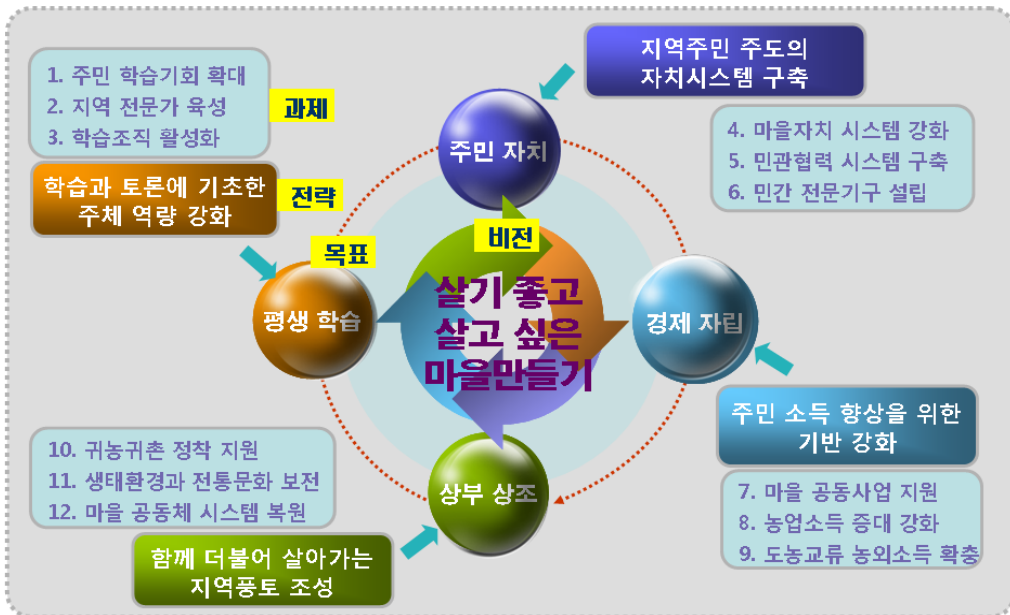 1. 주민 학습기회 확대
2. 지역 전문가 육성
3. 학습조직 활성화
과제
학습과 토론에 기초한
주체 역량 강화
전략
목표
평생 학습
지역주민 주도의
자치시스템 구축
주민 자치
4. 마을자치 시스템 강화
5. 민관협력 시스템 구축
6. 민간 전문기구 설립
비전
살기 좋고
살고 싶은
마을만들기
경제 자립
주민 소득 향상을 위한
기반 강화
7. 마을 공동사업 지원
8. 농업소득 증대 강화
9. 도농교류 농외소득 확충
10. 귀농귀촌 정착 지원
11. 생태환경과 전통문화 보전
12. 마을 공동체 시스템 복원
상부 상조
함께 더불어 살아가는
지역풍토 조성